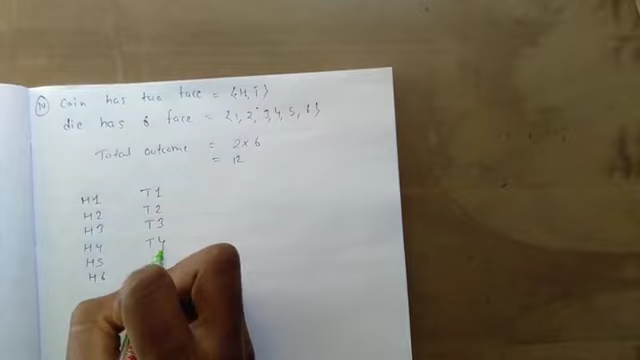 N) Coin has two face = {H, T}
die has 6 face = {1, 2, 3, 4, 5, 6}
Total outcome = 2×6
= 12
H1 T1
H2 T2
H3 T3
H4 T4
H5
H6